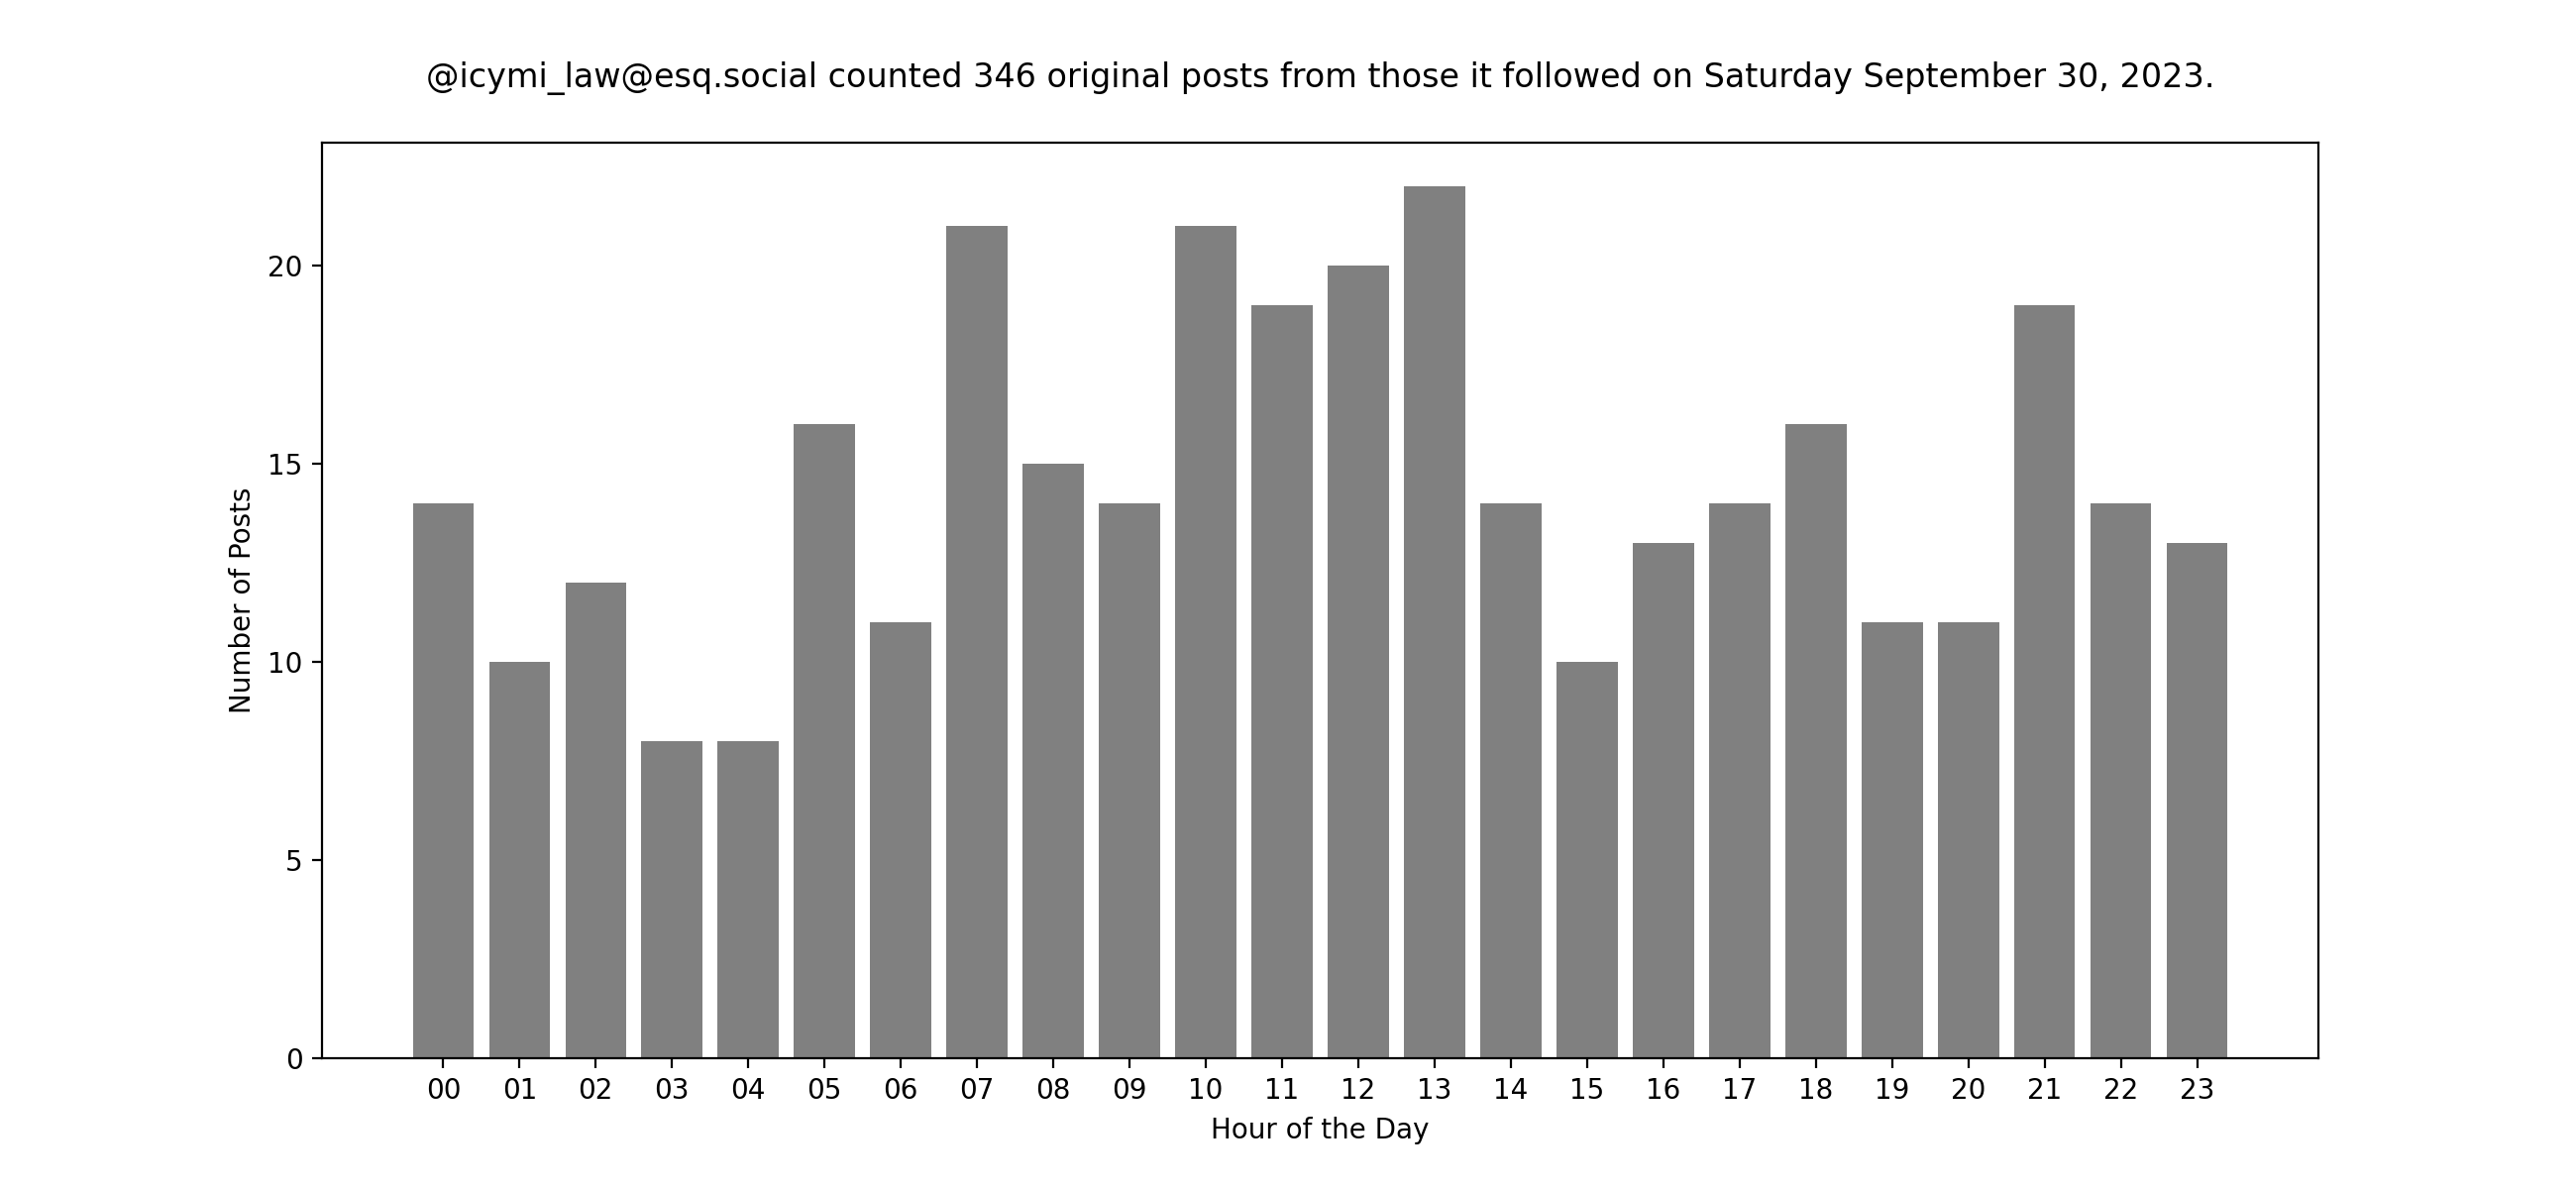 @icymi_law@esq.social counted 346 original posts from those it followed on Saturday September 30, 2023.
Number of Posts
20
15
10
5
0
00 01 02 03 04 05 06 07 08 09 10 11 12 13 14 15 16 17 18 19 20 21 22 23
Hour of the Day